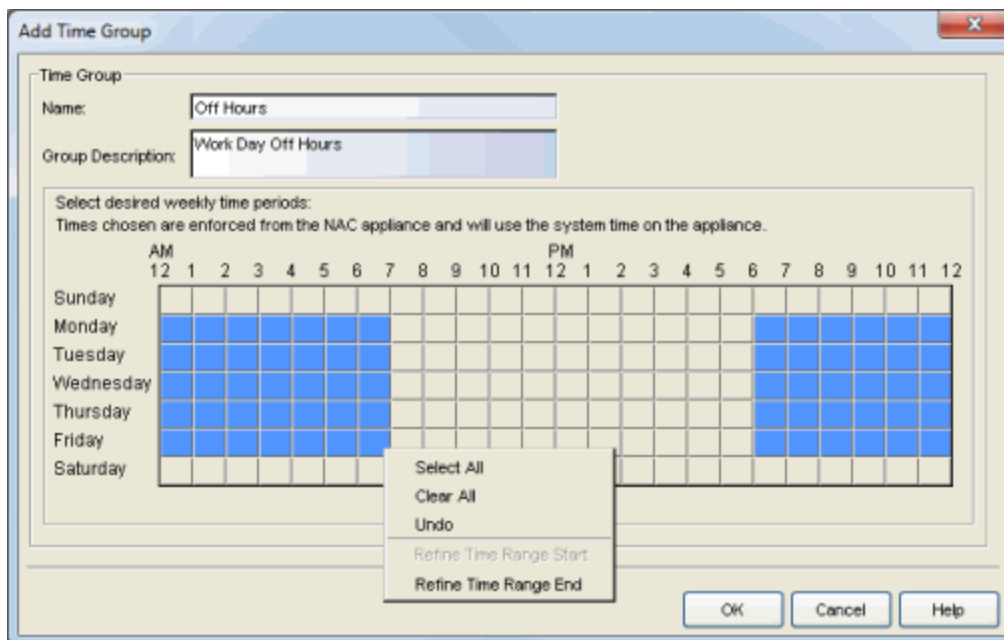 Add Time Group
Time Group
Name: Off Hours
Group Description: Work Day Off Hours
Select desired weekly time periods:
Times chosen are enforced from the NAC appliance and will use the system time on the appliance.
AM PM
12 1 2 3 4 5 6 7 8 9 10 11 12 1 2 3 4 5 6 7 8 9 10 11 12
Sunday
Monday
Tuesday
Wednesday
Thursday
Friday
Saturday
Select All
Clear All
Undo
Refine Time Range Start
Refine Time Range End
OK Cancel Help